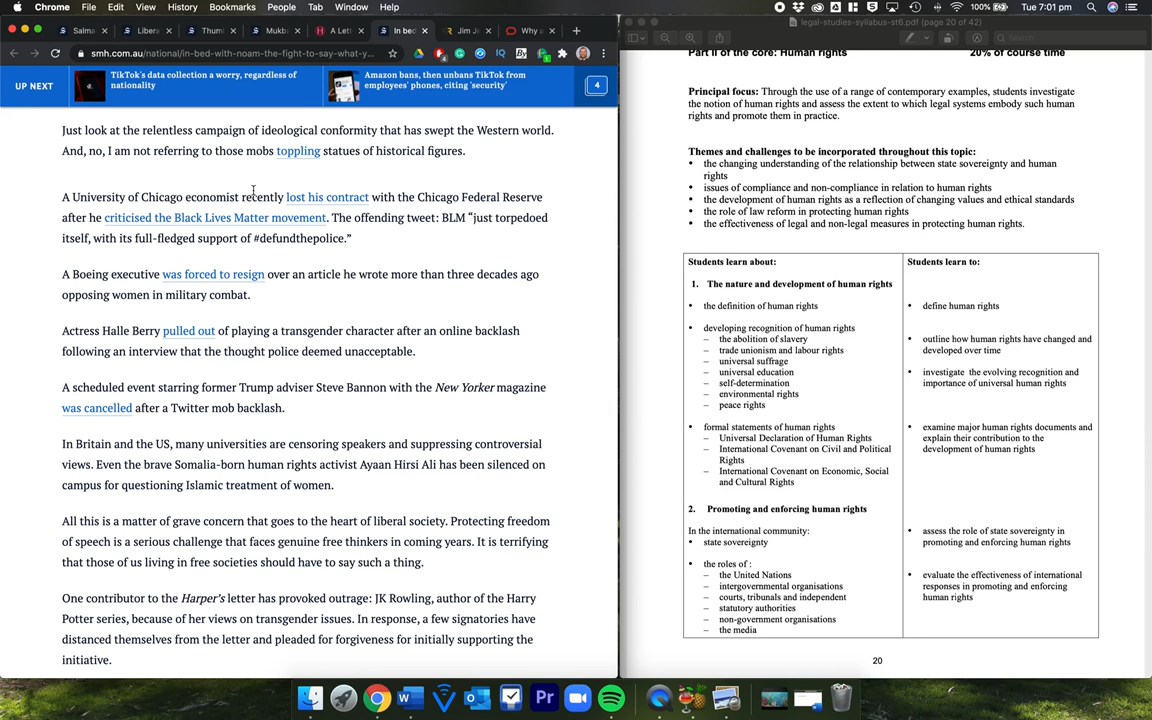 Chrome File Edit View History Bookmarks People Tab Window Help
100% Tue 7:01 pm
Salma
Libera
Thumb
Mukba
A Lett
In bed
Jim Jo
Why a
smh.com.au/national/in-bed-with-noam-the-fight-to-say-what-y...
legal-studies-syllabus-st6.pdf (page 20 of 42)
Search
UP NEXT
TikTok's data collection a worry, regardless of
nationality
Amazon bans, then unbans TikTok from
employees' phones, citing 'security'
4
Just look at the relentless campaign of ideological conformity that has swept the Western world.
And, no, I am not referring to those mobs toppling statues of historical figures.
A University of Chicago economist recently lost his contract with the Chicago Federal Reserve
after he criticised the Black Lives Matter movement. The offending tweet: BLM “just torpedoed
itself, with its full-fledged support of #defundthepolice.”
A Boeing executive was forced to resign over an article he wrote more than three decades ago
opposing women in military combat.
Actress Halle Berry pulled out of playing a transgender character after an online backlash
following an interview that the thought police deemed unacceptable.
A scheduled event starring former Trump adviser Steve Bannon with the New Yorker magazine
was cancelled after a Twitter mob backlash.
In Britain and the US, many universities are censoring speakers and suppressing controversial
views. Even the brave Somalia-born human rights activist Ayaan Hirsi Ali has been silenced on
campus for questioning Islamic treatment of women.
All this is a matter of grave concern that goes to the heart of liberal society. Protecting freedom
of speech is a serious challenge that faces genuine free thinkers in coming years. It is terrifying
that those of us living in free societies should have to say such a thing.
One contributor to the Harper's letter has provoked outrage: JK Rowling, author of the Harry
Potter series, because of her views on transgender issues. In response, a few signatories have
distanced themselves from the letter and pleaded for forgiveness for initially supporting the
initiative.
Part II of the core: Human rights 20% of course time
Principal focus: Through the use of a range of contemporary examples, students investigate
the notion of human rights and assess the extent to which legal systems embody such human
rights and promote them in practice.
Themes and challenges to be incorporated throughout this topic:
• the changing understanding of the relationship between state sovereignty and human
rights
• issues of compliance and non-compliance in relation to human rights
• the development of human rights as a reflection of changing values and ethical standards
• the role of law reform in protecting human rights
• the effectiveness of legal and non-legal measures in protecting human rights.
Students learn about:
1. The nature and development of human rights
• the definition of human rights
• developing recognition of human rights
– the abolition of slavery
– trade unionism and labour rights
– universal suffrage
– universal education
– self-determination
– environmental rights
– peace rights
• formal statements of human rights
– Universal Declaration of Human Rights
– International Covenant on Civil and Political
Rights
– International Covenant on Economic, Social
and Cultural Rights
2. Promoting and enforcing human rights
In the international community:
• state sovereignty
• the roles of :
– the United Nations
– intergovernmental organisations
– courts, tribunals and independent
– statutory authorities
– non-government organisations
– the media
Students learn to:
• define human rights
• outline how human rights have changed and
developed over time
• investigate the evolving recognition and
importance of universal human rights
• examine major human rights documents and
explain their contribution to the
development of human rights
• assess the role of state sovereignty in
promoting and enforcing human rights
• evaluate the effectiveness of international
responses in promoting and enforcing
human rights
20